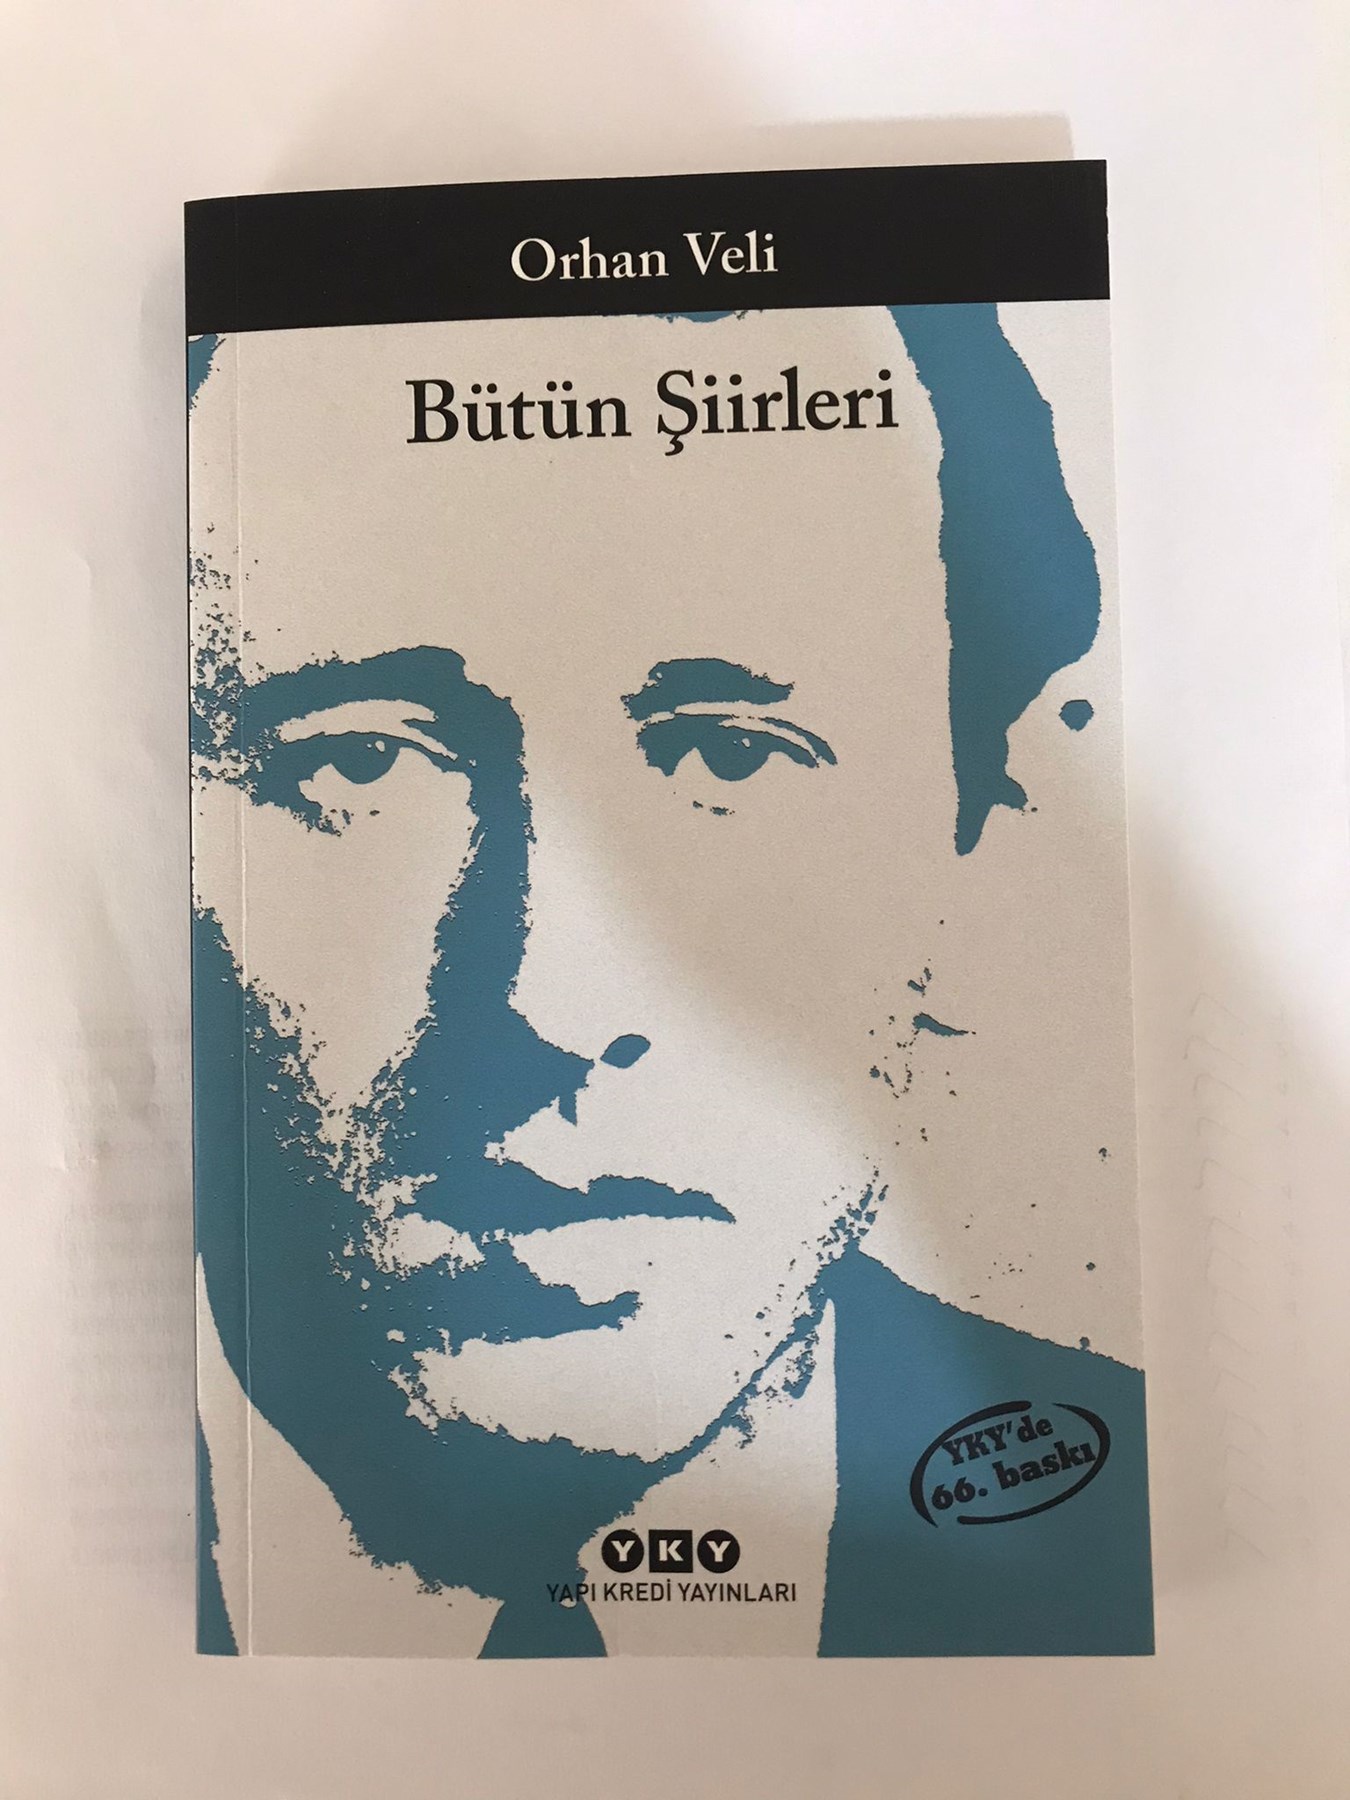 Orhan Veli
Bütün Şiirleri
YKY'de
66. baskı
YKY
YAPI KREDİ YAYINLARI